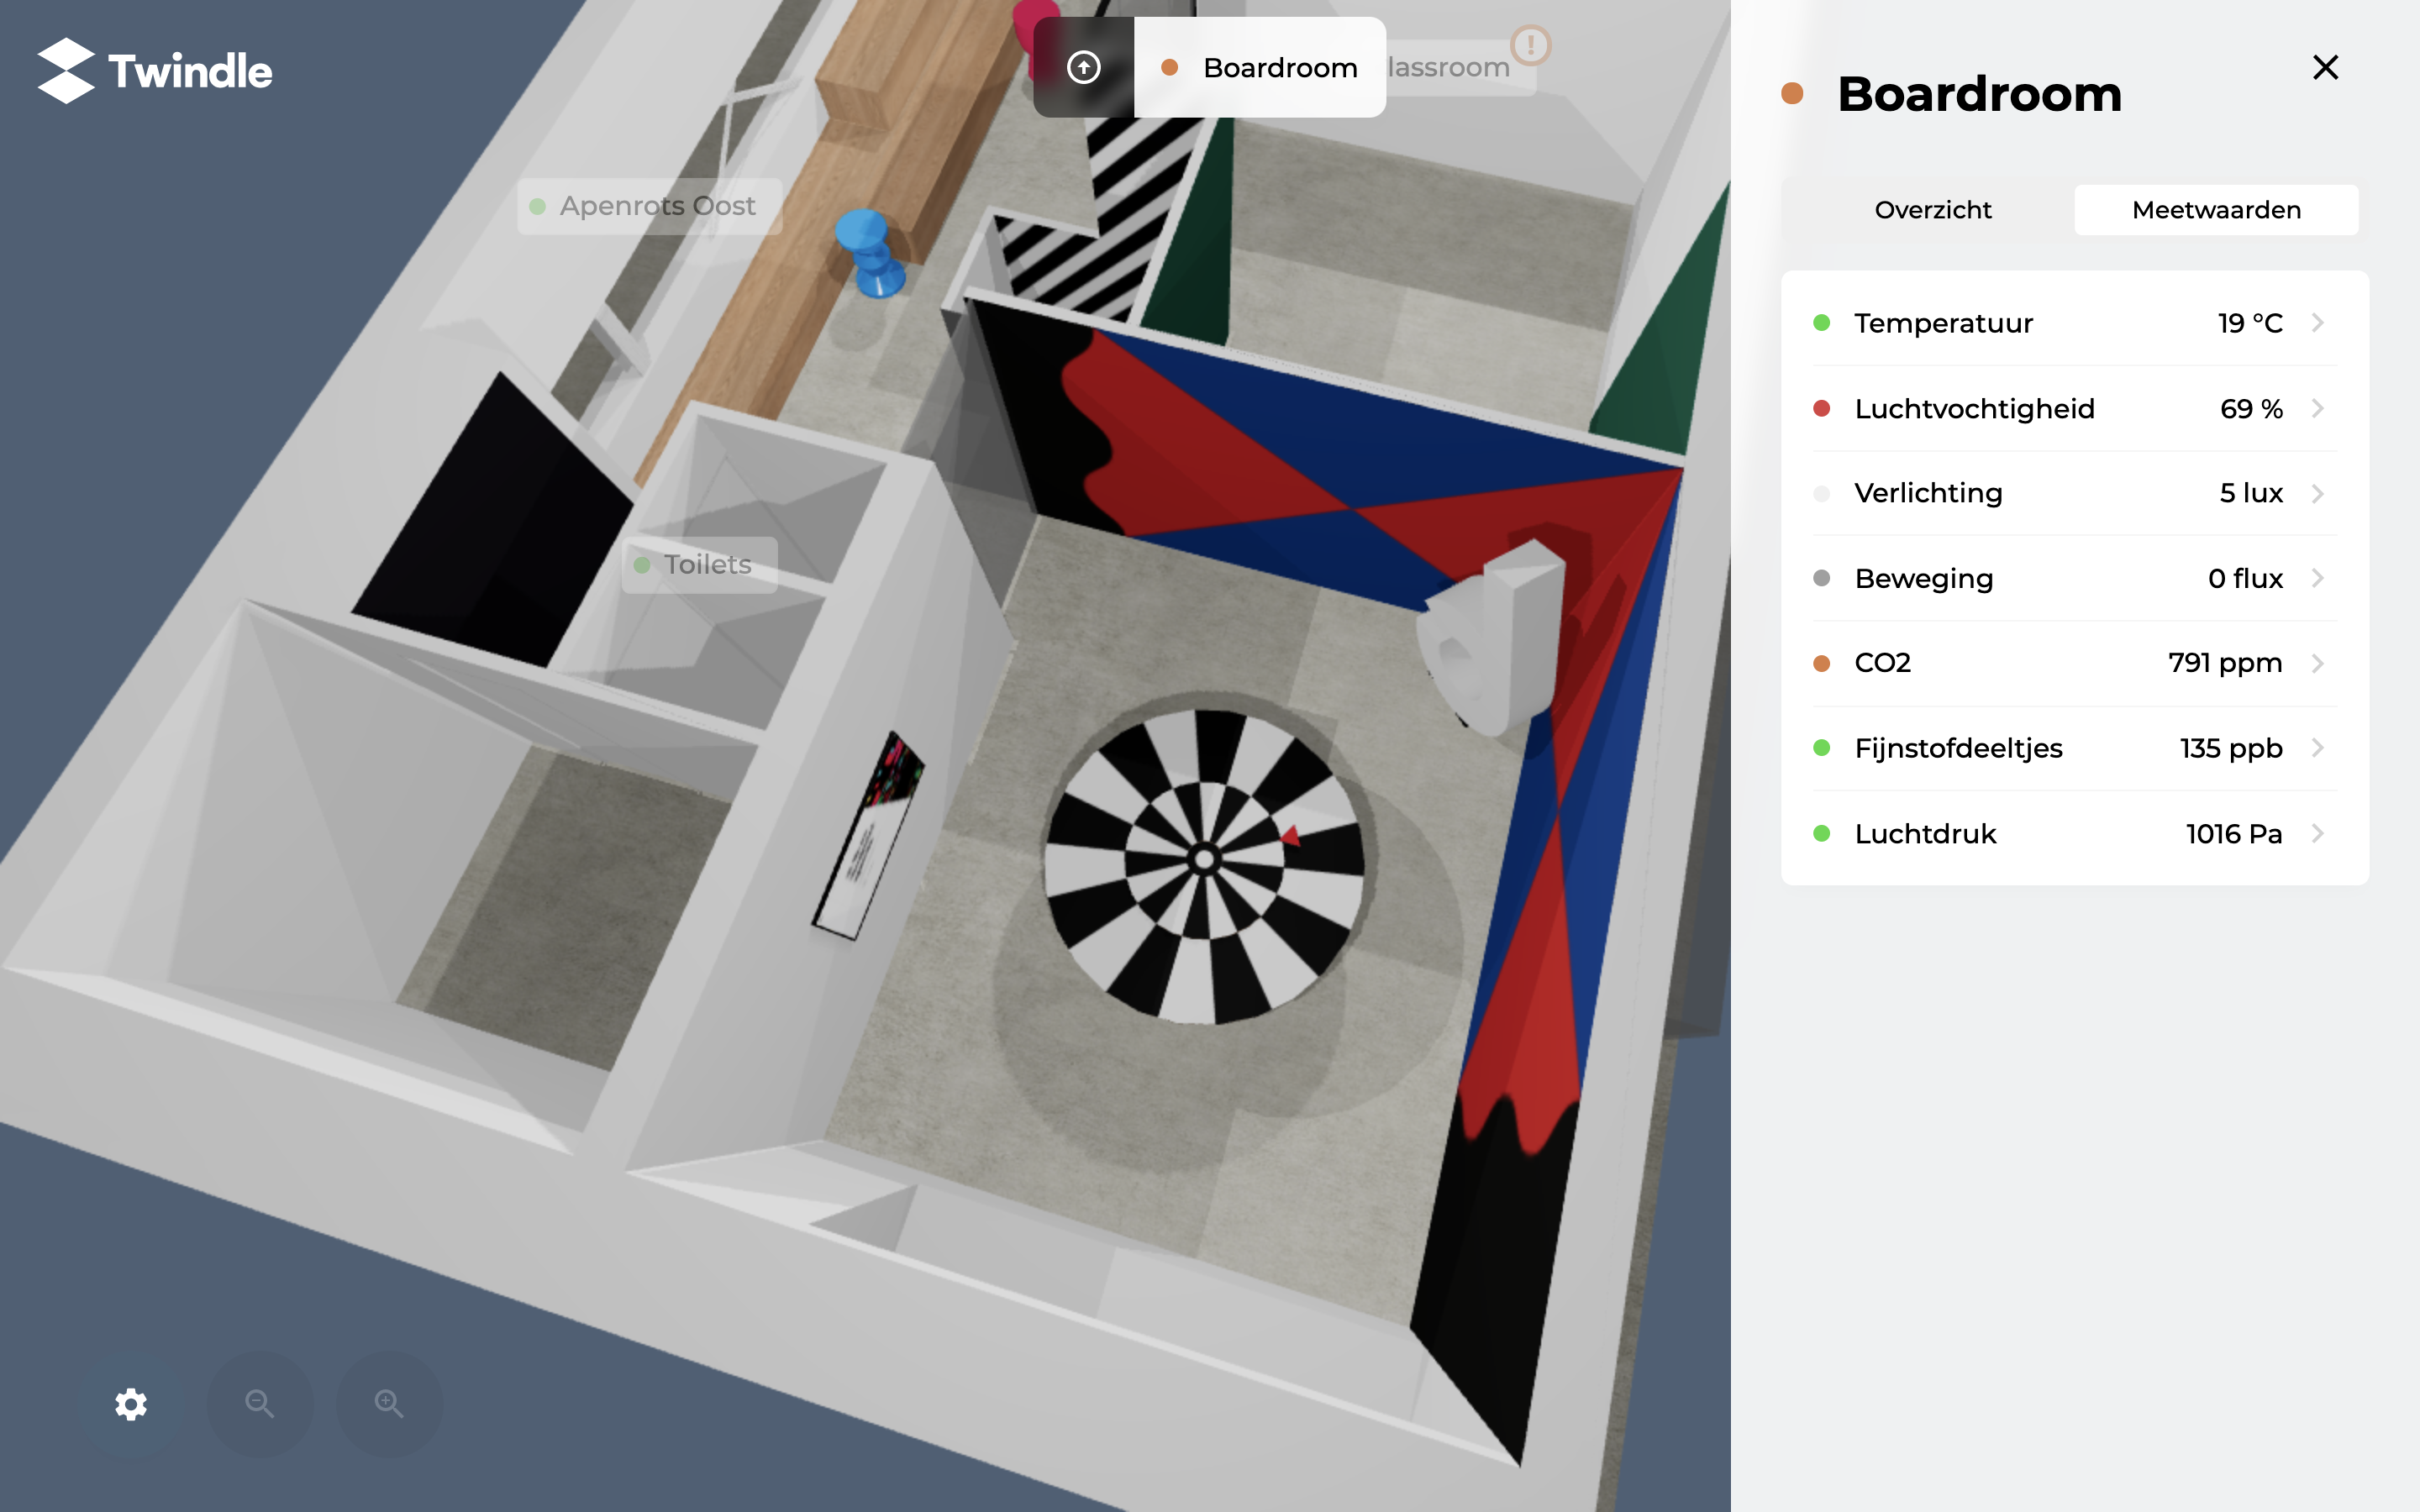 Twindle
Boardroom
lassroom
Apenrots Oost
Toilets
Boardroom
Overzicht
Meetwaarden
Temperatuur 19 °C
Luchtvochtigheid 69 %
Verlichting 5 lux
Beweging 0 flux
CO2 791 ppm
Fijnstofdeeltjes 135 ppb
Luchtdruk 1016 Pa